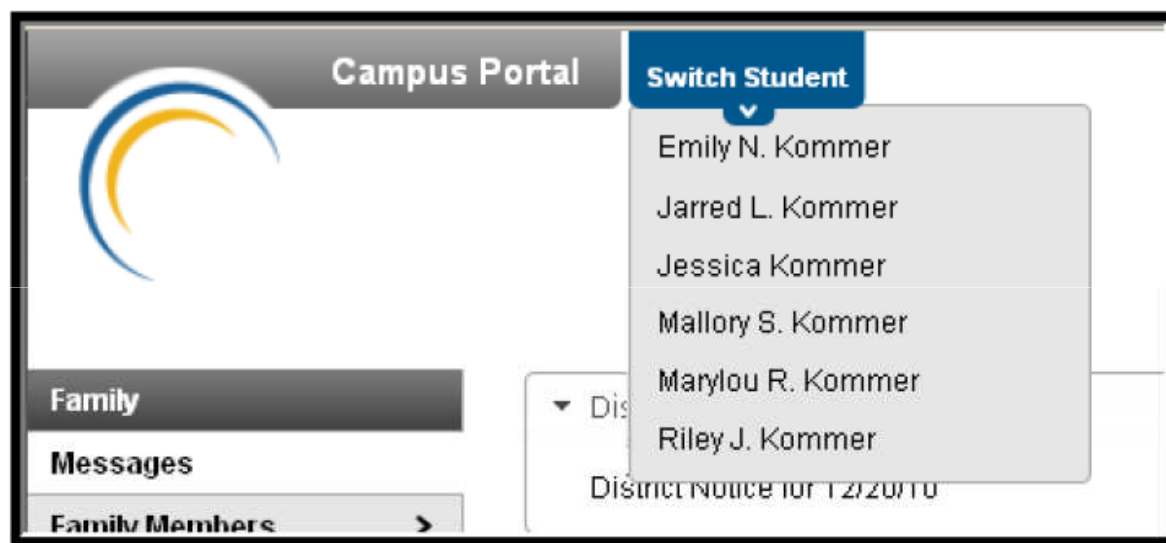 Campus Portal
Switch Student
Emily N. Kommer
Jarred L. Kommer
Jessica Kommer
Mallory S. Kommer
Marylou R. Kommer
Riley J. Kommer
Family
Messages
Family Members
Dis
District Notice for 12/20/10